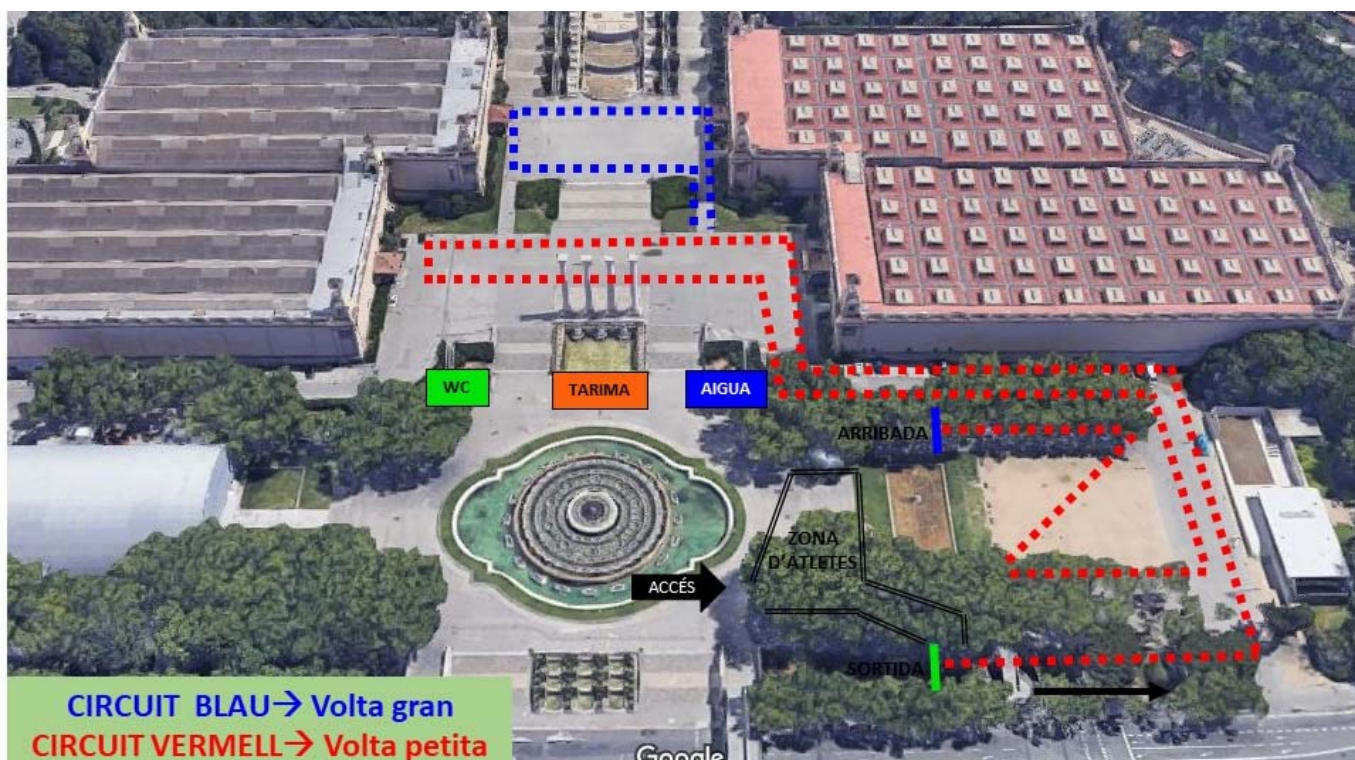 WC
TARIMA
AIGUA
ARRIBADA
ZONA
D'ATLETES
ACCÉS
SORTIDA
CIRCUIT BLAU→ Volta gran
CIRCUIT VERMELL→ Volta petita
Google